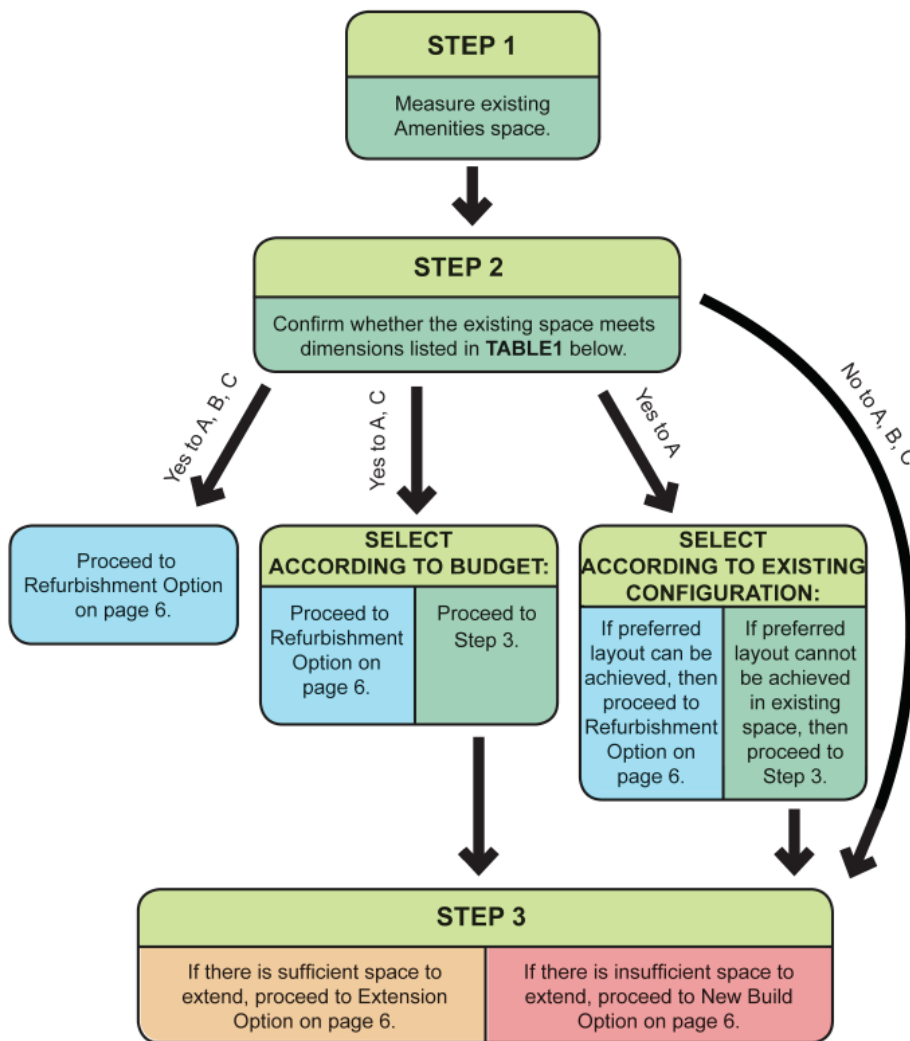 STEP 1
Measure existing
Amenities space.
STEP 2
Confirm whether the existing space meets
dimensions listed in TABLE1 below.
Yes to A, B, C
Yes to A, C
Yes to A
No to A, B, C
Proceed to
Refurbishment Option
on page 6.
SELECT
ACCORDING TO BUDGET:
Proceed to
Refurbishment
Option on
page 6.
Proceed to
Step 3.
SELECT
ACCORDING TO EXISTING
CONFIGURATION:
If preferred
layout can be
achieved, then
proceed to
Refurbishment
Option on
page 6.
If preferred
layout cannot
be achieved
in existing
space, then
proceed to
Step 3.
STEP 3
If there is sufficient space to
extend, proceed to Extension
Option on page 6.
If there is insufficient space to
extend, proceed to New Build
Option on page 6.